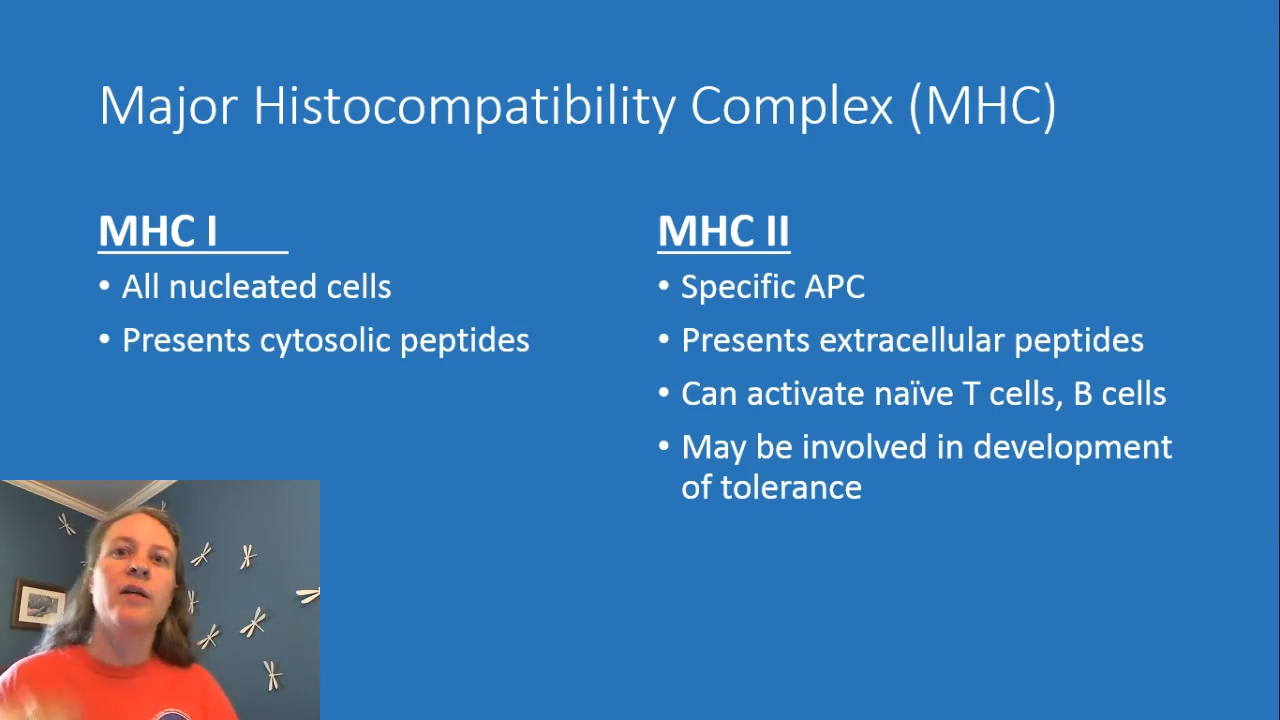 Major Histocompatibility Complex (MHC)
MHC I
• All nucleated cells
• Presents cytosolic peptides
MHC II
• Specific APC
• Presents extracellular peptides
• Can activate naïve T cells, B cells
• May be involved in development
of tolerance